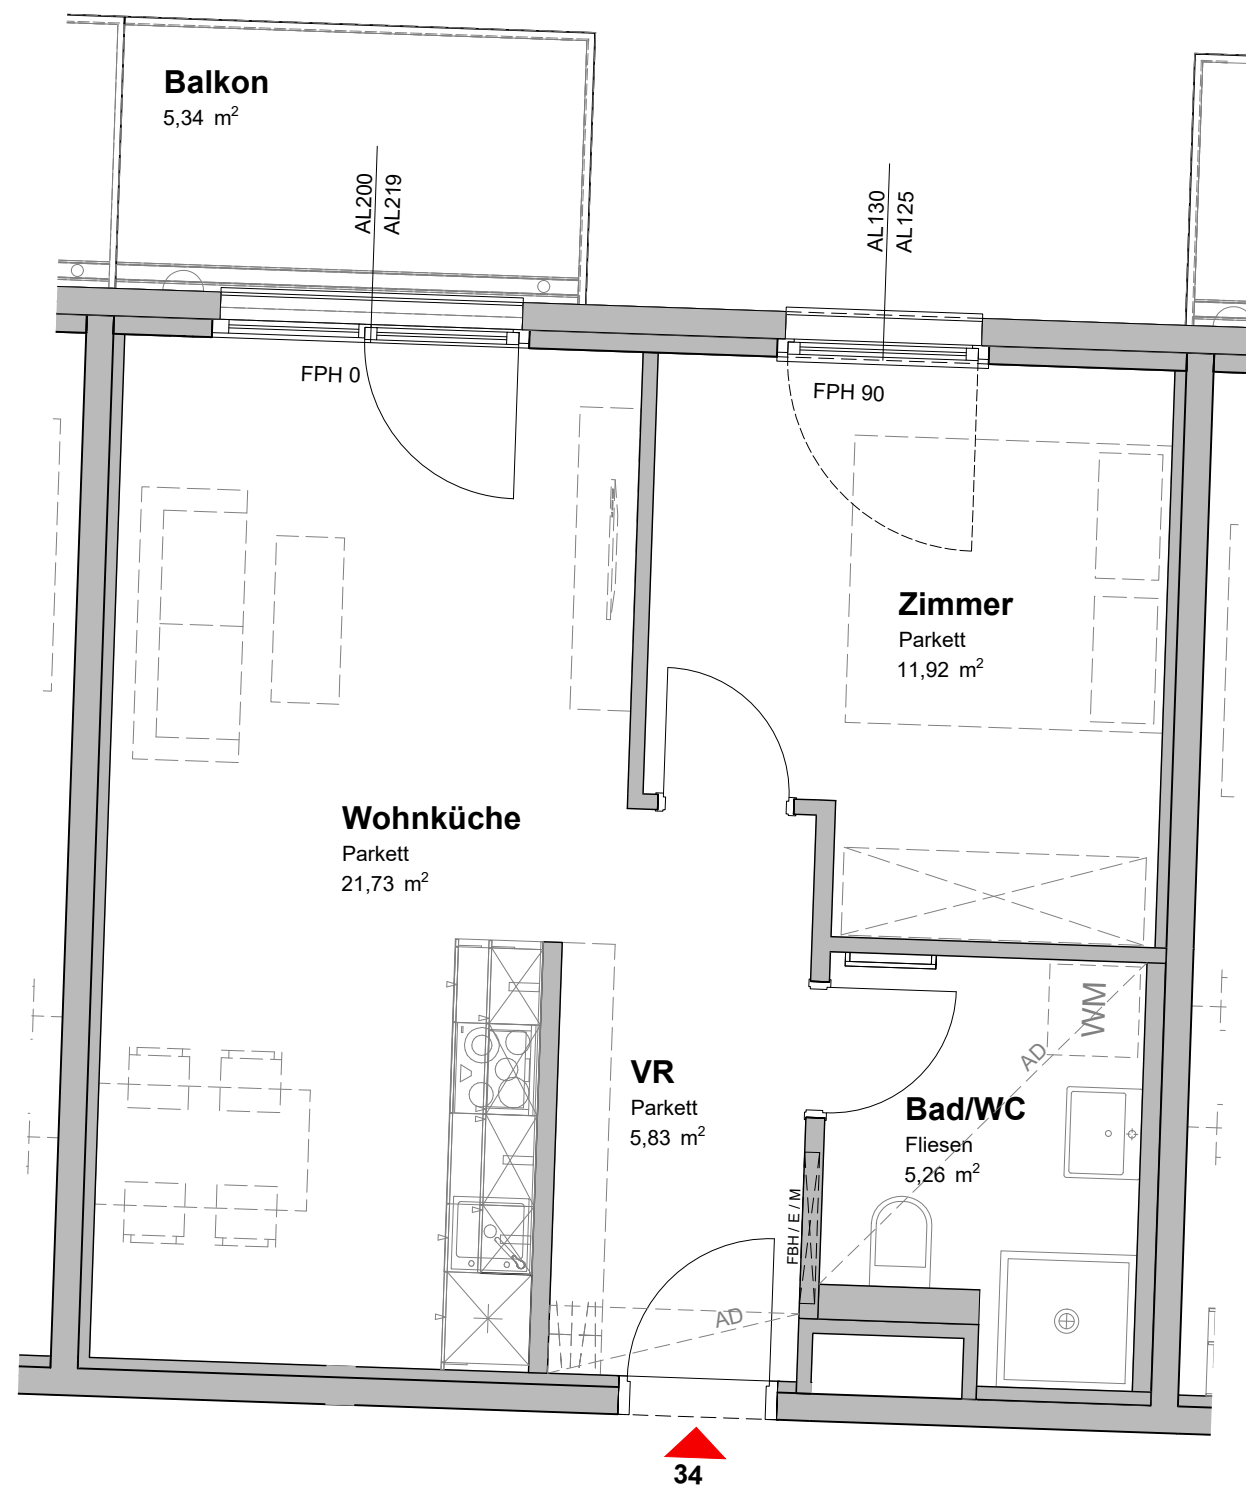 Balkon
5,34 m²
AL200
AL219
AL130
AL125
FPH 0
FPH 90
Zimmer
Parkett
11,92 m²
Wohnküche
Parkett
21,73 m²
WM
AD
VR
Parkett
5,83 m²
Bad/WC
Fliesen
5,26 m²
FBH / E / M
AD
34